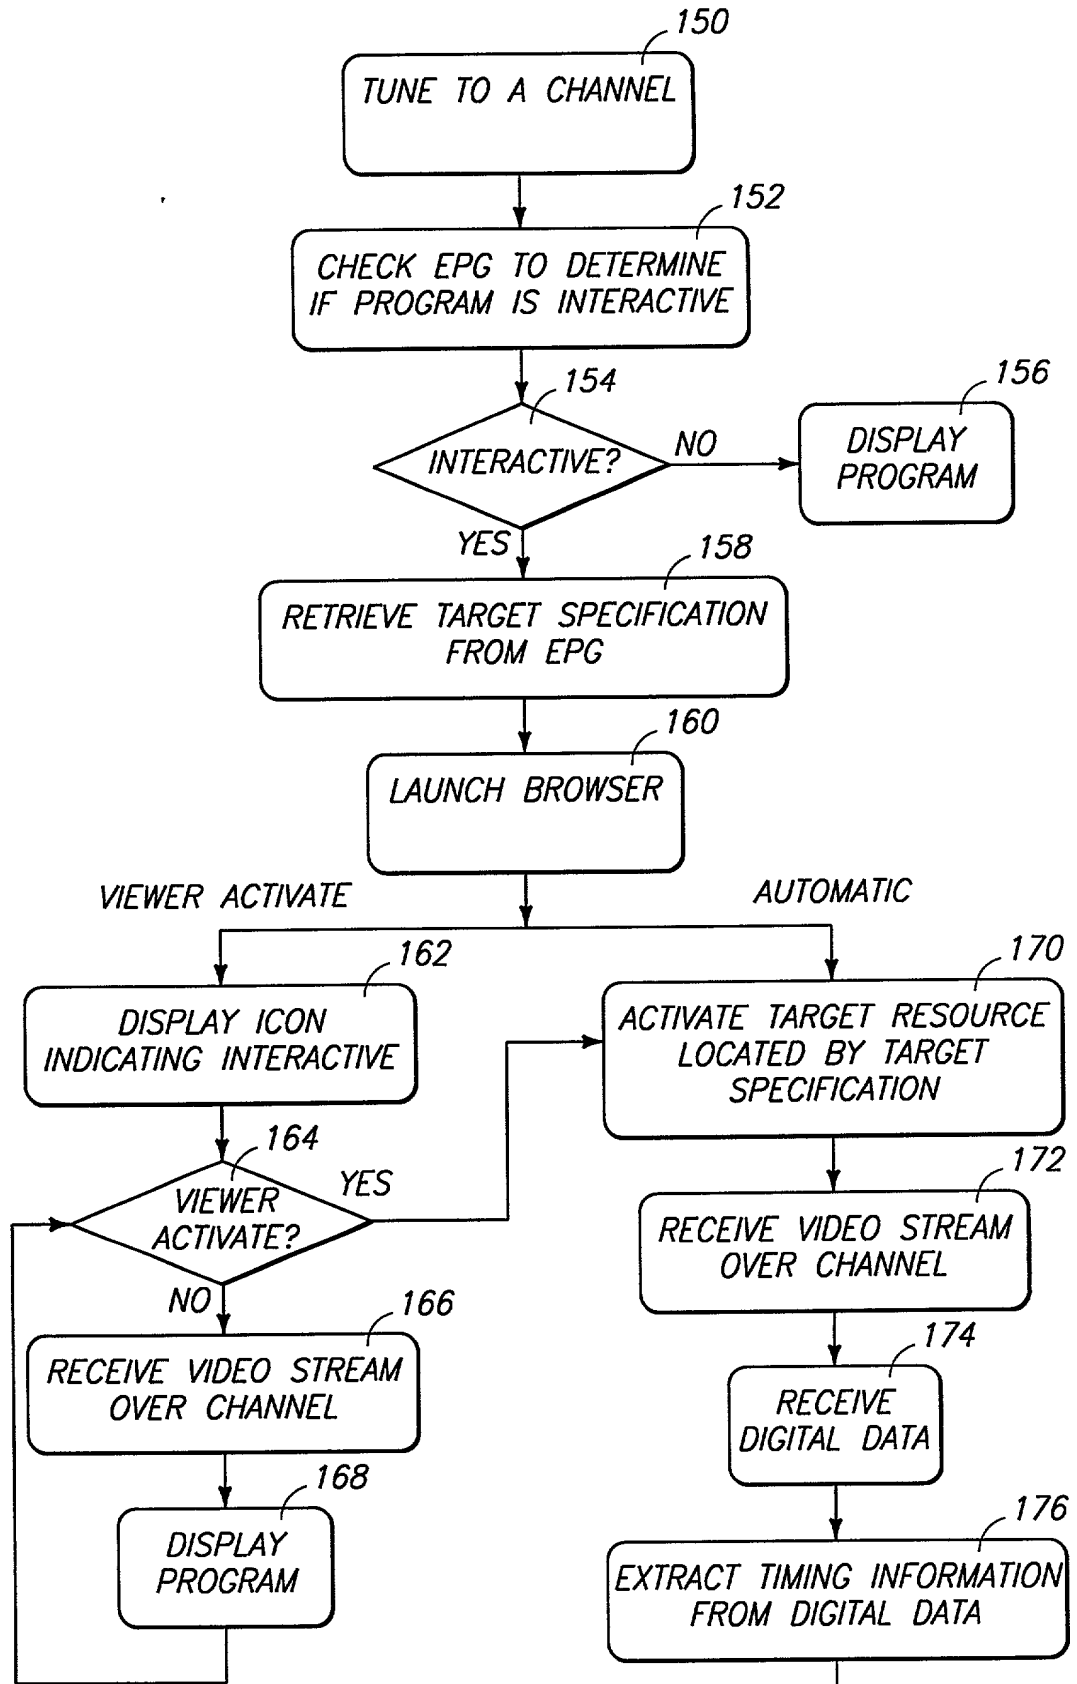 150
TUNE TO A CHANNEL
152
CHECK EPG TO DETERMINE
IF PROGRAM IS INTERACTIVE
154
INTERACTIVE?
NO
156
DISPLAY
PROGRAM
YES
158
RETRIEVE TARGET SPECIFICATION
FROM EPG
160
LAUNCH BROWSER
VIEWER ACTIVATE
AUTOMATIC
162
DISPLAY ICON
INDICATING INTERACTIVE
164
VIEWER
ACTIVATE?
YES
NO
166
RECEIVE VIDEO STREAM
OVER CHANNEL
168
DISPLAY
PROGRAM
170
ACTIVATE TARGET RESOURCE
LOCATED BY TARGET
SPECIFICATION
172
RECEIVE VIDEO STREAM
OVER CHANNEL
174
RECEIVE
DIGITAL DATA
176
EXTRACT TIMING INFORMATION
FROM DIGITAL DATA